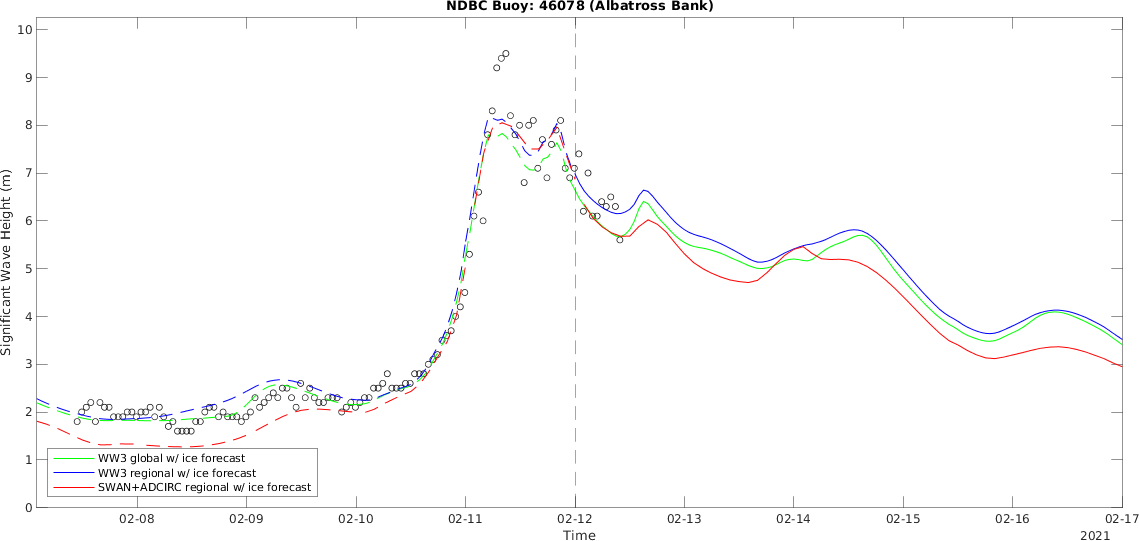 NDBC Buoy: 46078 (Albatross Bank)
10
9
8
7
6
5
4
3
2
1
0
Significant Wave Height (m)
WW3 global w/ ice forecast
WW3 regional w/ ice forecast
SWAN+ADCIRC regional w/ ice forecast
02-08 02-09 02-10 02-11 02-12 02-13 02-14 02-15 02-16 02-17
Time
2021